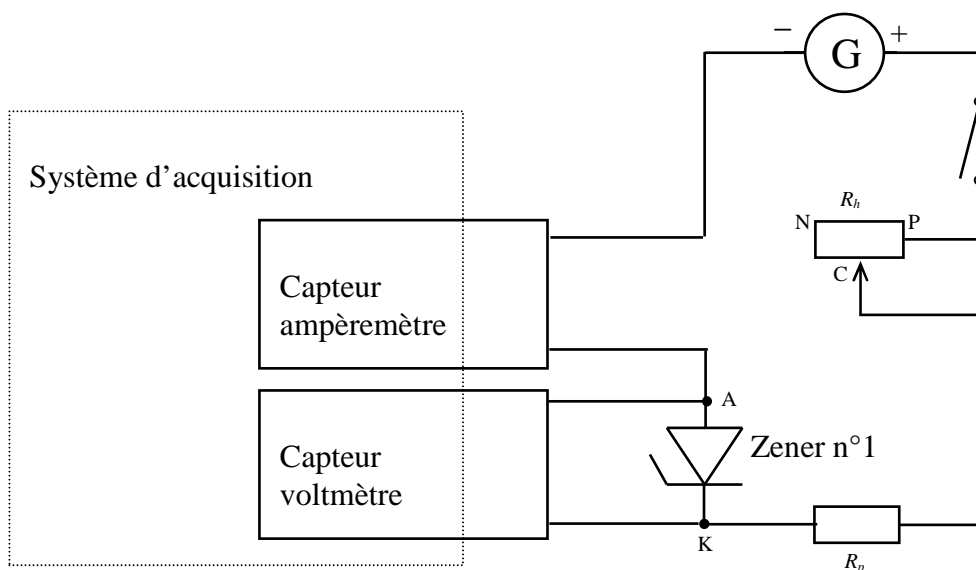 − G +
Système d’acquisition
R_h
N P
C
Capteur
ampèremètre
A
Zener n°1
Capteur
voltmètre
K
R_p